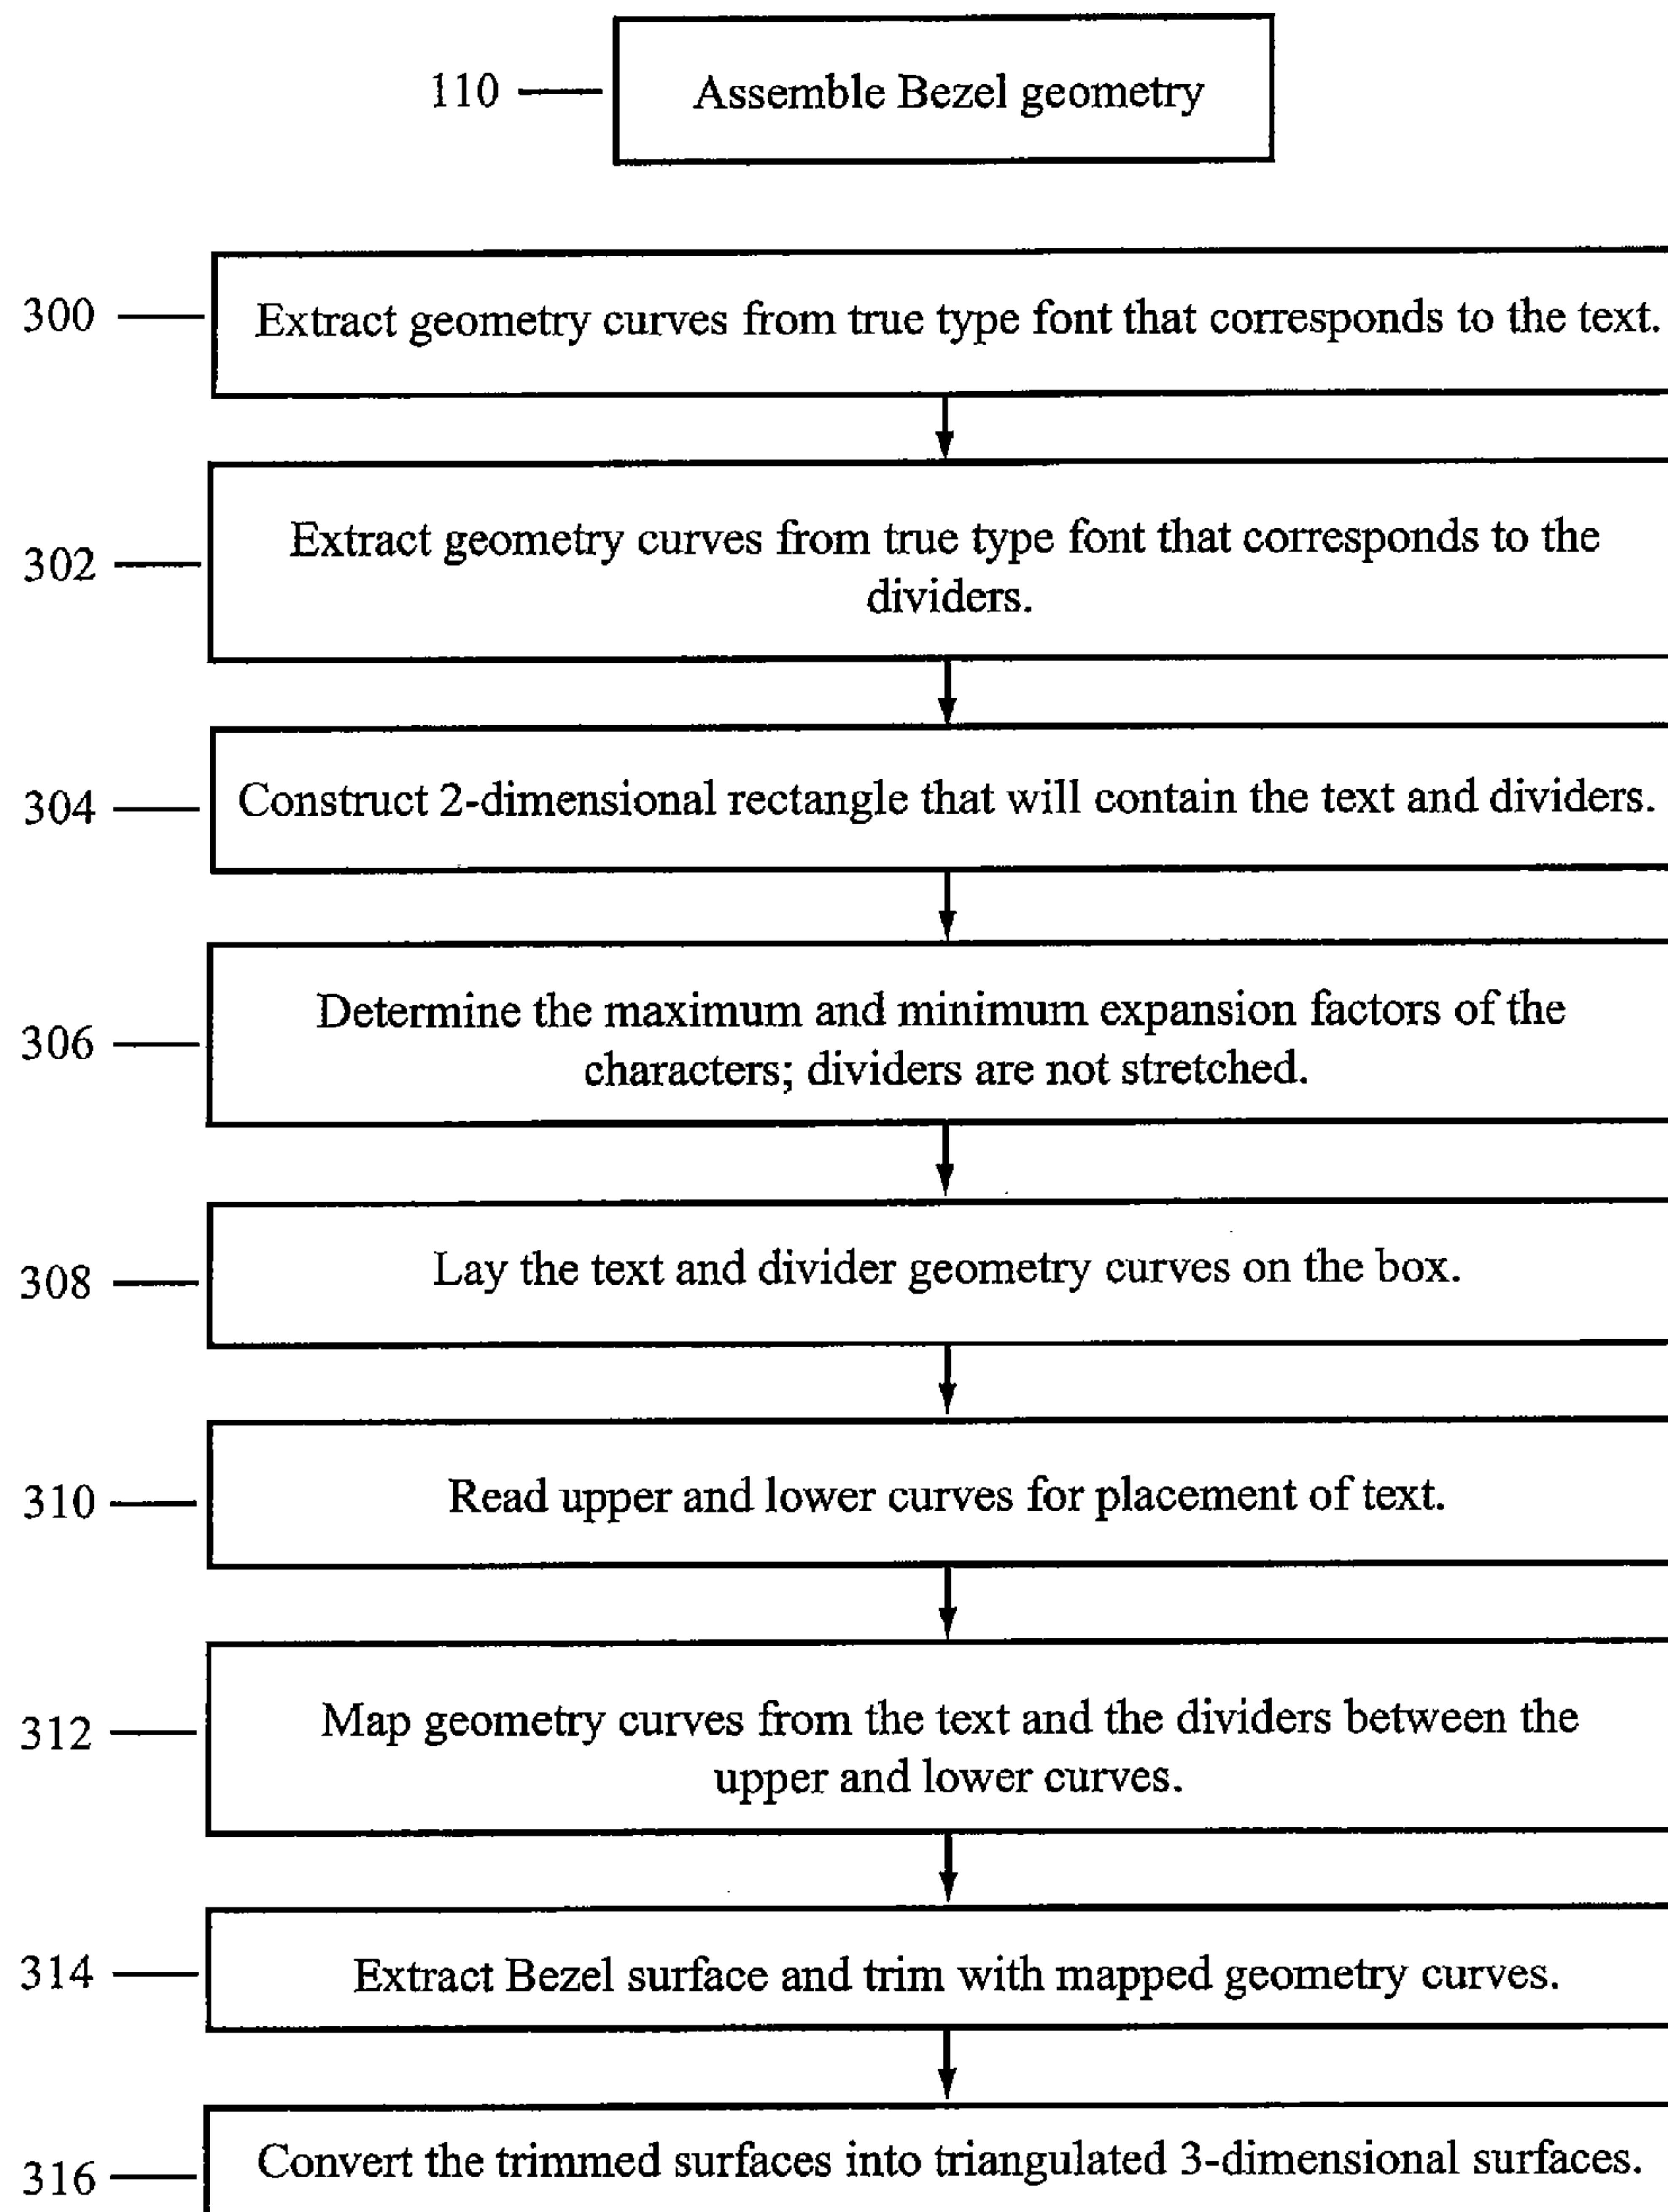 110 Assemble Bezel geometry
300 Extract geometry curves from true type font that corresponds to the text.
302 Extract geometry curves from true type font that corresponds to the
dividers.
304 Construct 2-dimensional rectangle that will contain the text and dividers.
306 Determine the maximum and minimum expansion factors of the
characters; dividers are not stretched.
308 Lay the text and divider geometry curves on the box.
310 Read upper and lower curves for placement of text.
312 Map geometry curves from the text and the dividers between the
upper and lower curves.
314 Extract Bezel surface and trim with mapped geometry curves.
316 Convert the trimmed surfaces into triangulated 3-dimensional surfaces.